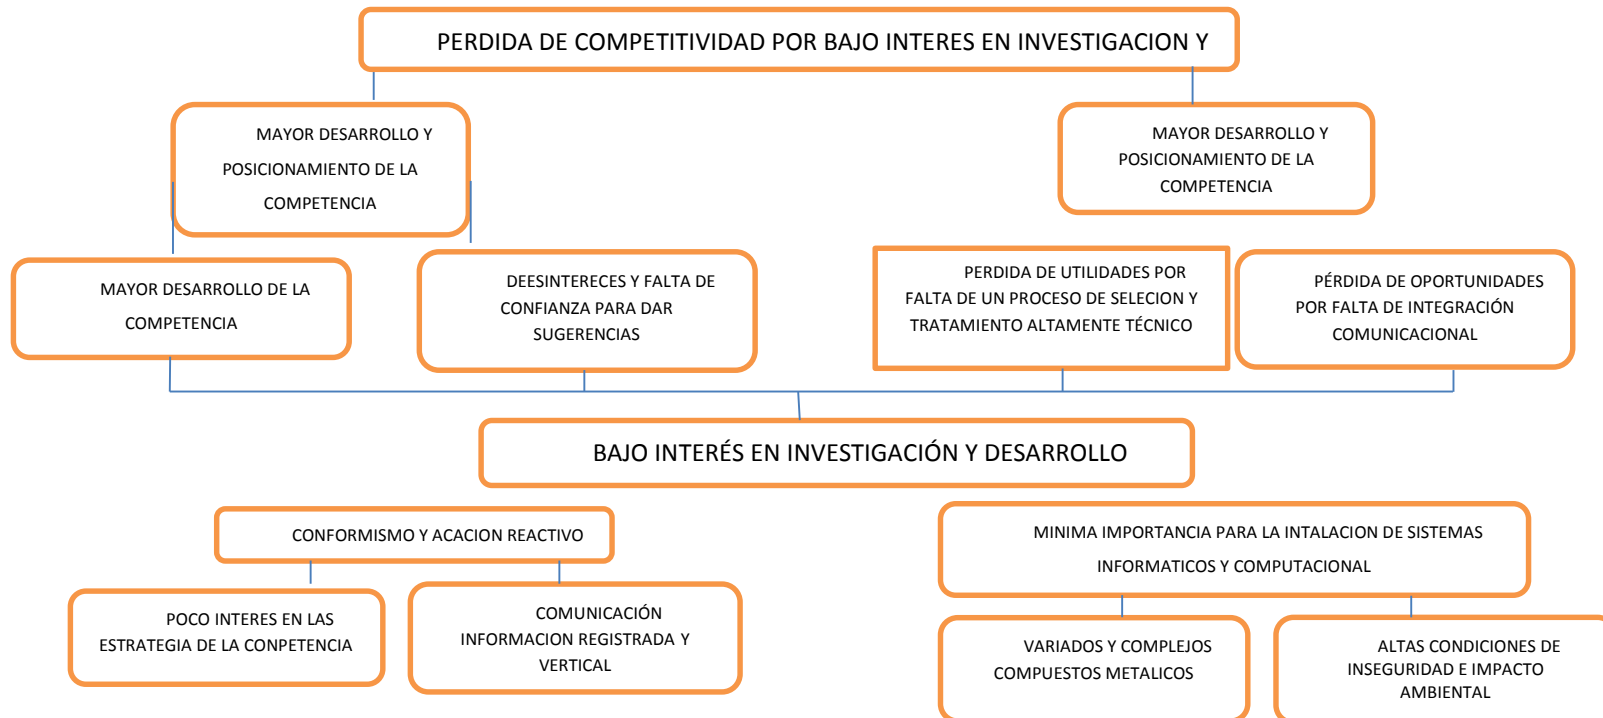 PERDIDA DE COMPETITIVIDAD POR BAJO INTERES EN INVESTIGACION Y
MAYOR DESARROLLO Y
POSICIONAMIENTO DE LA
COMPETENCIA
MAYOR DESARROLLO Y
POSICIONAMIENTO DE LA
COMPETENCIA
MAYOR DESARROLLO DE LA
COMPETENCIA
DEESINTERECES Y FALTA DE
CONFIANZA PARA DAR
SUGERENCIAS
PERDIDA DE UTILIDADES POR
FALTA DE UN PROCESO DE SELECION Y
TRATAMIENTO ALTAMENTE TÉCNICO
PÉRDIDA DE OPORTUNIDADES
POR FALTA DE INTEGRACIÓN
COMUNICACIONAL
BAJO INTERÉS EN INVESTIGACIÓN Y DESARROLLO
CONFORMISMO Y ACACION REACTIVO
MINIMA IMPORTANCIA PARA LA INTALACION DE SISTEMAS
INFORMATICOS Y COMPUTACIONAL
POCO INTERES EN LAS
ESTRATEGIA DE LA CONPETENCIA
COMUNICACIÓN
INFORMACION REGISTRADA Y
VERTICAL
VARIADOS Y COMPLEJOS
COMPUESTOS METALICOS
ALTAS CONDICIONES DE
INSEGURIDAD E IMPACTO
AMBIENTAL